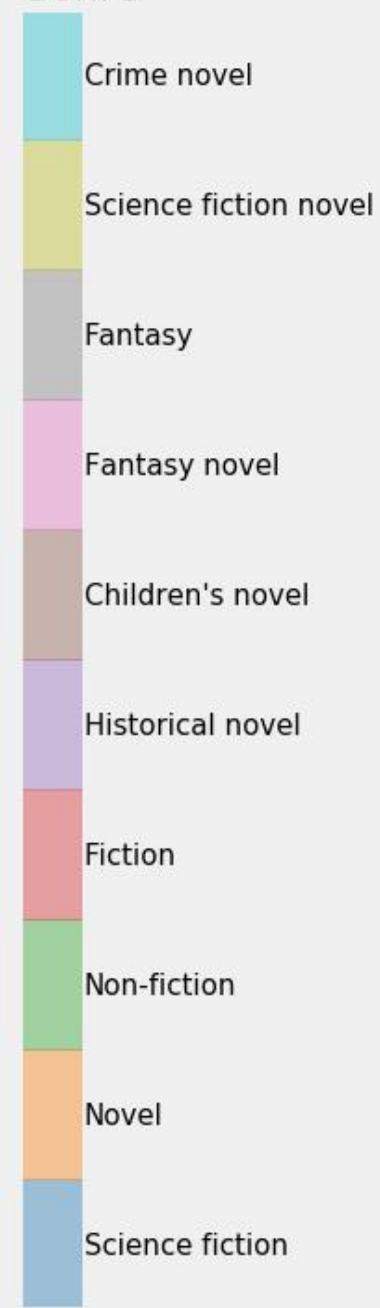 Crime novel
Science fiction novel
Fantasy
Fantasy novel
Children's novel
Historical novel
Fiction
Non-fiction
Novel
Science fiction